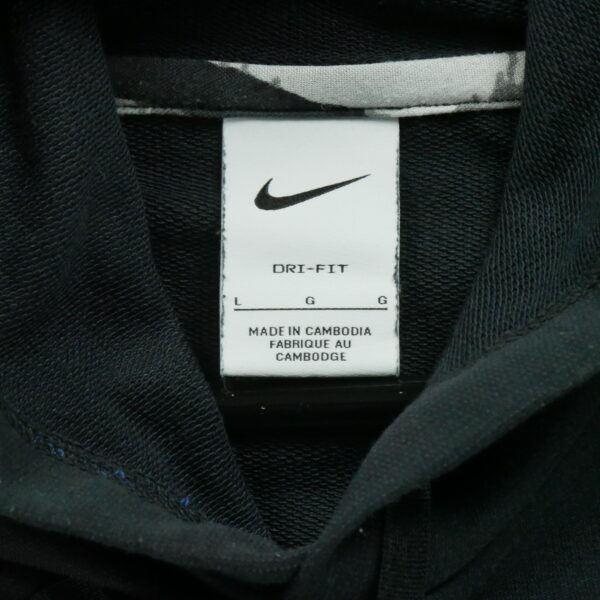 DRI-FIT
L G G
MADE IN CAMBODIA
FABRIQUE AU
CAMBODGE